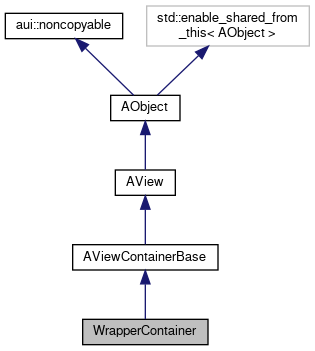 aui::noncopyable
std::enable_shared_from
_this< AObject >
AObject
AView
AViewContainerBase
WrapperContainer